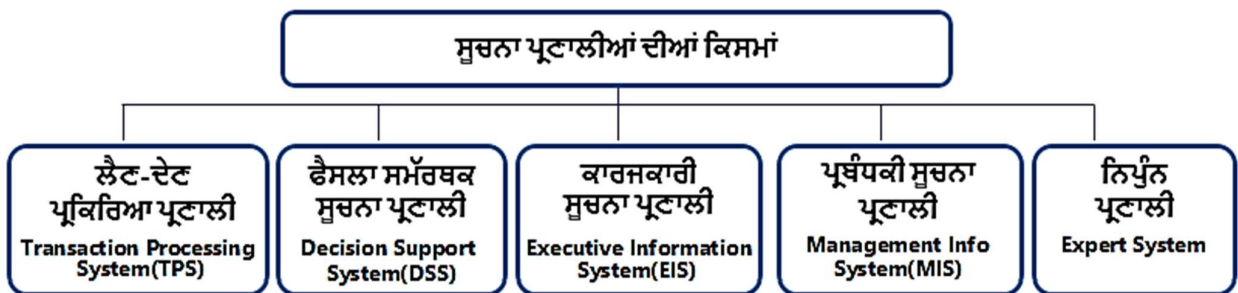 ਸੂਚਨਾ ਪ੍ਰਣਾਲੀਆਂ ਦੀਆਂ ਕਿਸਮਾਂ
ਲੈਣ-ਦੇਣ
ਪ੍ਰਕਿਰਿਆ ਪ੍ਰਣਾਲੀ
Transaction Processing
System(TPS)
ਫੈਸਲਾ ਸਮੱਰਥਕ
ਸੂਚਨਾ ਪ੍ਰਣਾਲੀ
Decision Support
System(DSS)
ਕਾਰਜਕਾਰੀ
ਸੂਚਨਾ ਪ੍ਰਣਾਲੀ
Executive Information
System(EIS)
ਪ੍ਰਬੰਧਕੀ ਸੂਚਨਾ
ਪ੍ਰਣਾਲੀ
Management Info
System(MIS)
ਨਿਪੁੰਨ
ਪ੍ਰਣਾਲੀ
Expert System